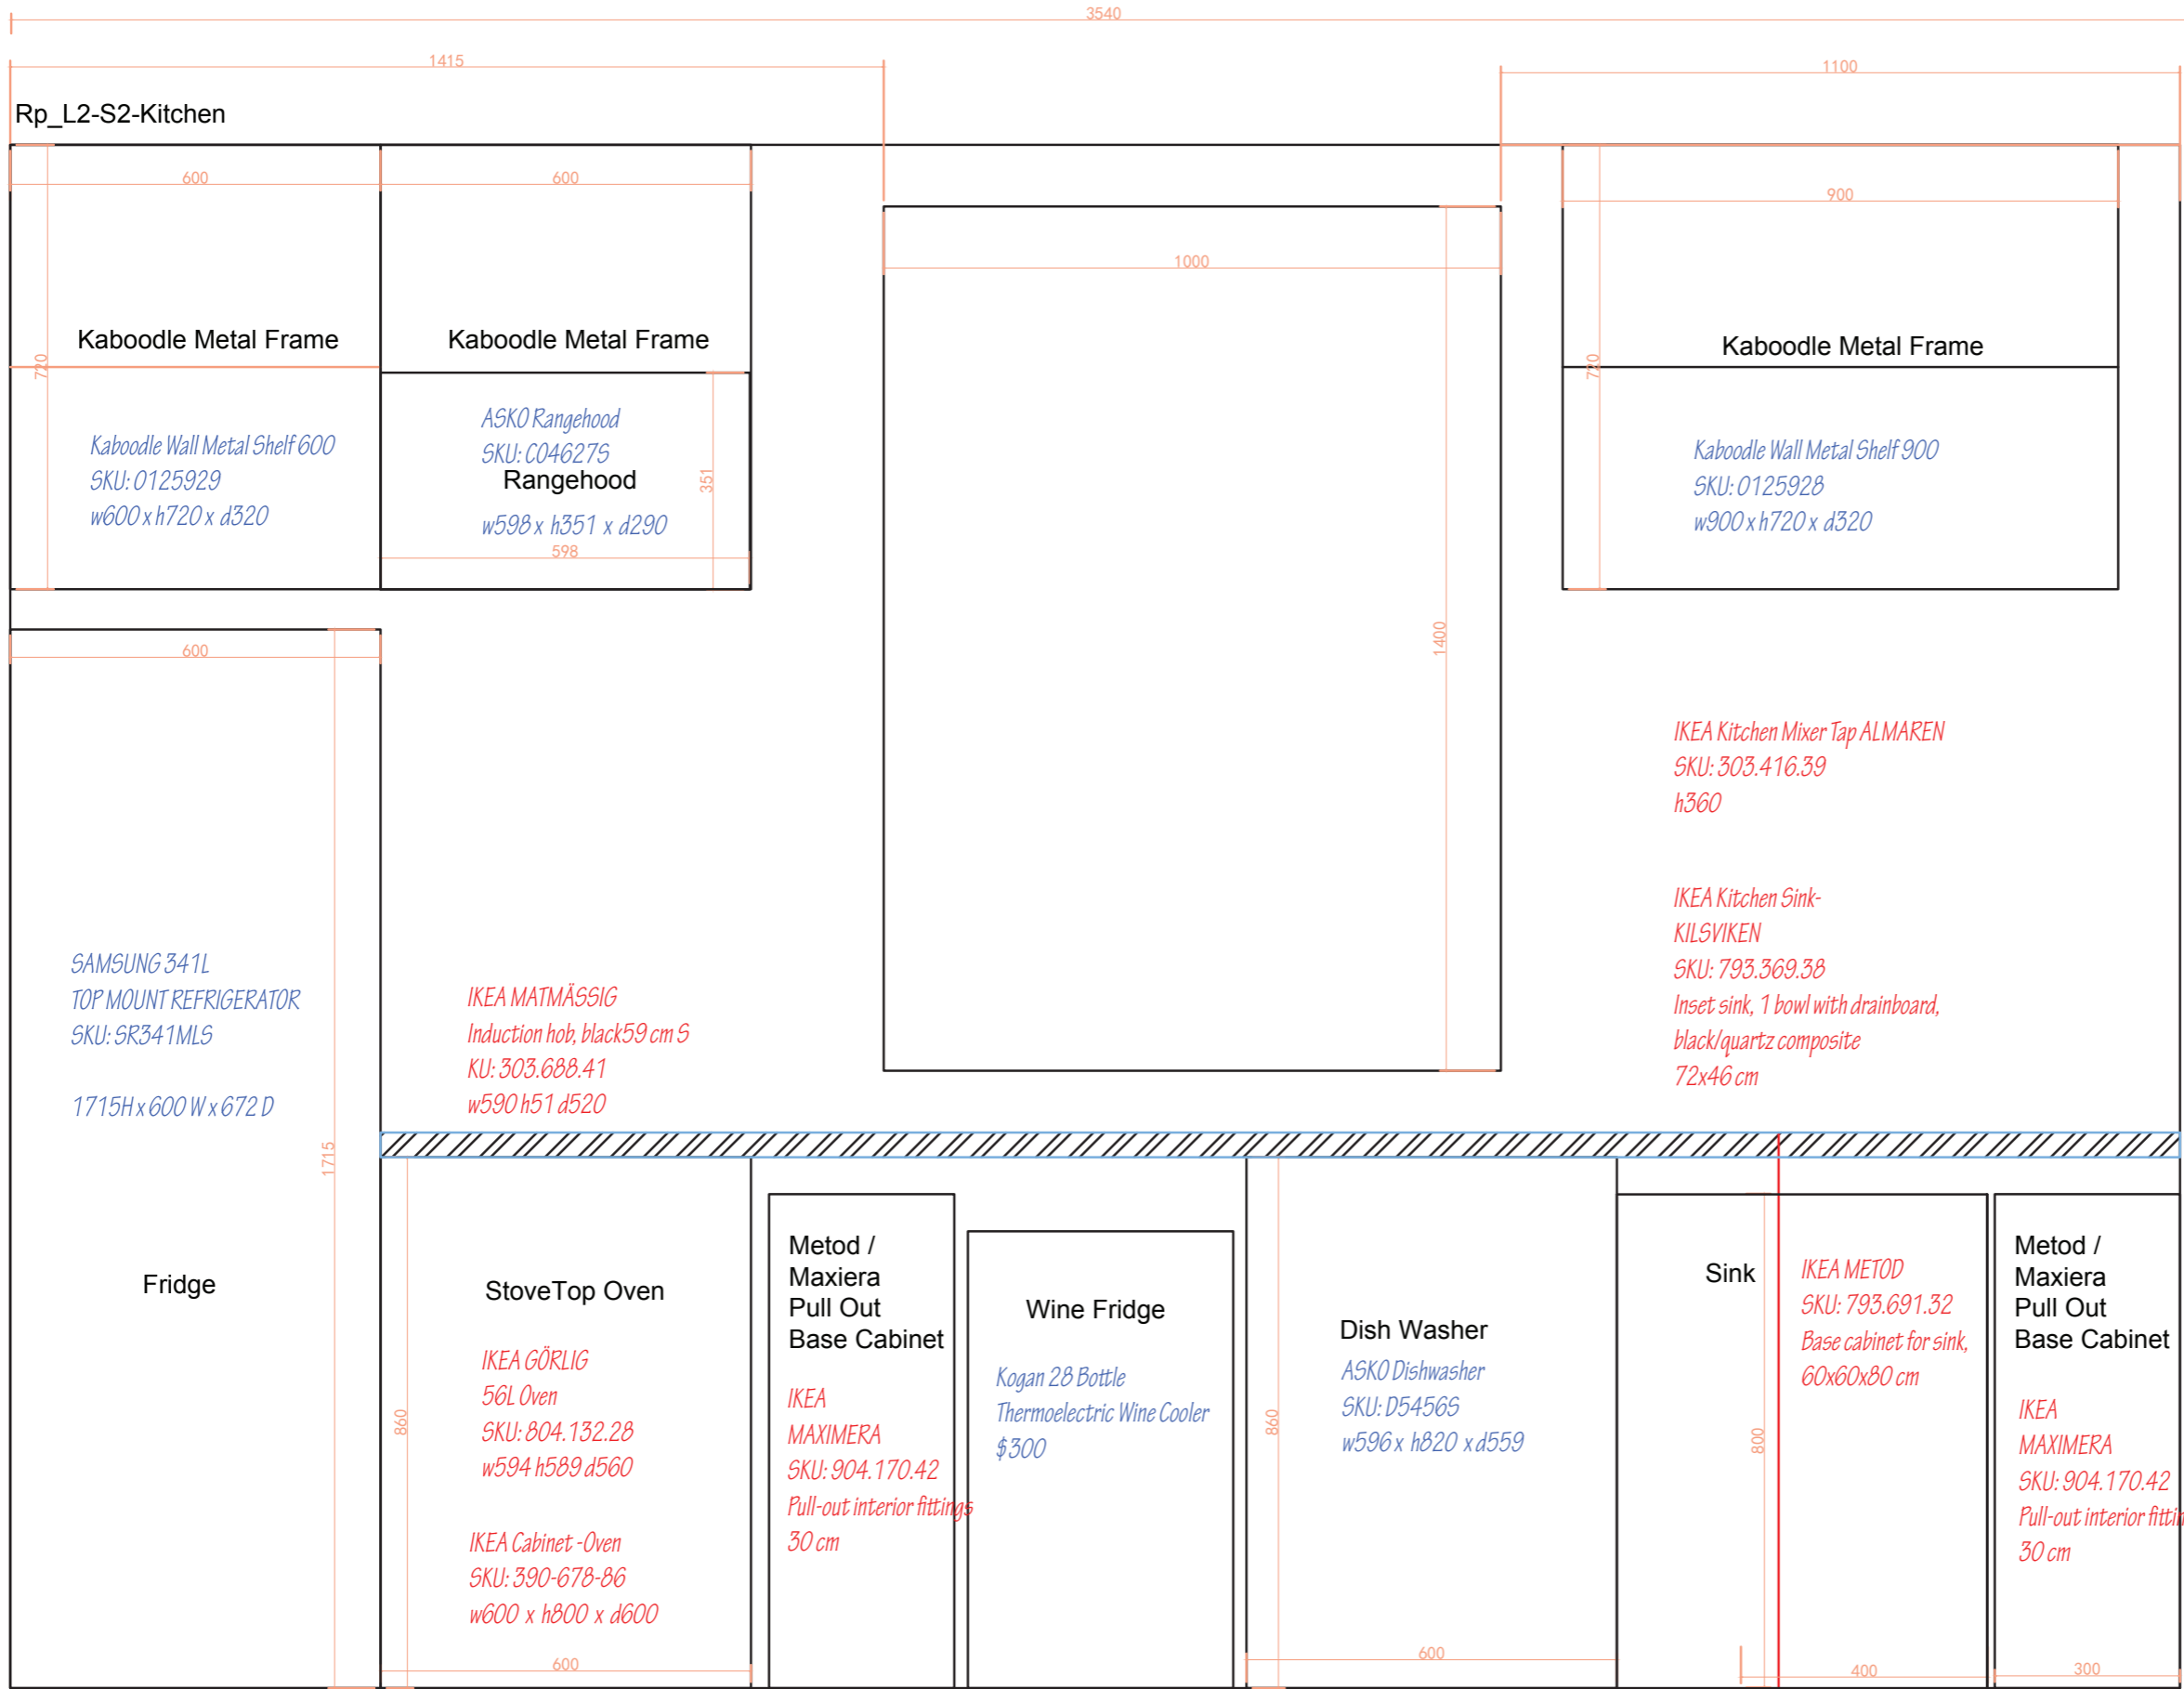 3540
1415
1100
Rp_L2-S2-Kitchen
600
600
900
1000
Kaboodle Metal Frame
Kaboodle Metal Frame
Kaboodle Metal Frame
720
720
Kaboodle Wall Metal Shelf 600
SKU: 0125929
w600 x h720 x d320
ASKO Rangehood
SKU: C04627S
Rangehood
w598 x h351 x d290
351
598
Kaboodle Wall Metal Shelf 900
SKU: 0125928
w900 x h720 x d320
600
1400
IKEA Kitchen Mixer Tap ALMAREN
SKU: 303.416.39
h360
IKEA Kitchen Sink-
KILSVIKEN
SKU: 793.369.38
Inset sink, 1 bowl with drainboard,
black/quartz composite
72x46 cm
SAMSUNG 341L
TOP MOUNT REFRIGERATOR
SKU: SR341MLS
1715H x 600 W x 672 D
IKEA MATMÄSSIG
Induction hob, black59 cm S
KU: 303.688.41
w590 h51 d520
1715
Fridge
StoveTop Oven
IKEA GÖRLIG
56L Oven
SKU: 804.132.28
w594 h589 d560
IKEA Cabinet -Oven
SKU: 390-678-86
w600 x h800 x d600
860
600
Metod /
Maxiera
Pull Out
Base Cabinet
IKEA
MAXIMERA
SKU: 904.170.42
Pull-out interior fittings
30 cm
Wine Fridge
Kogan 28 Bottle
Thermoelectric Wine Cooler
$300
860
Dish Washer
ASKO Dishwasher
SKU: D5456S
w596 x h820 x d559
600
Sink
800
IKEA METOD
SKU: 793.691.32
Base cabinet for sink,
60x60x80 cm
400
Metod /
Maxiera
Pull Out
Base Cabinet
IKEA
MAXIMERA
SKU: 904.170.42
Pull-out interior fittin
30 cm
300